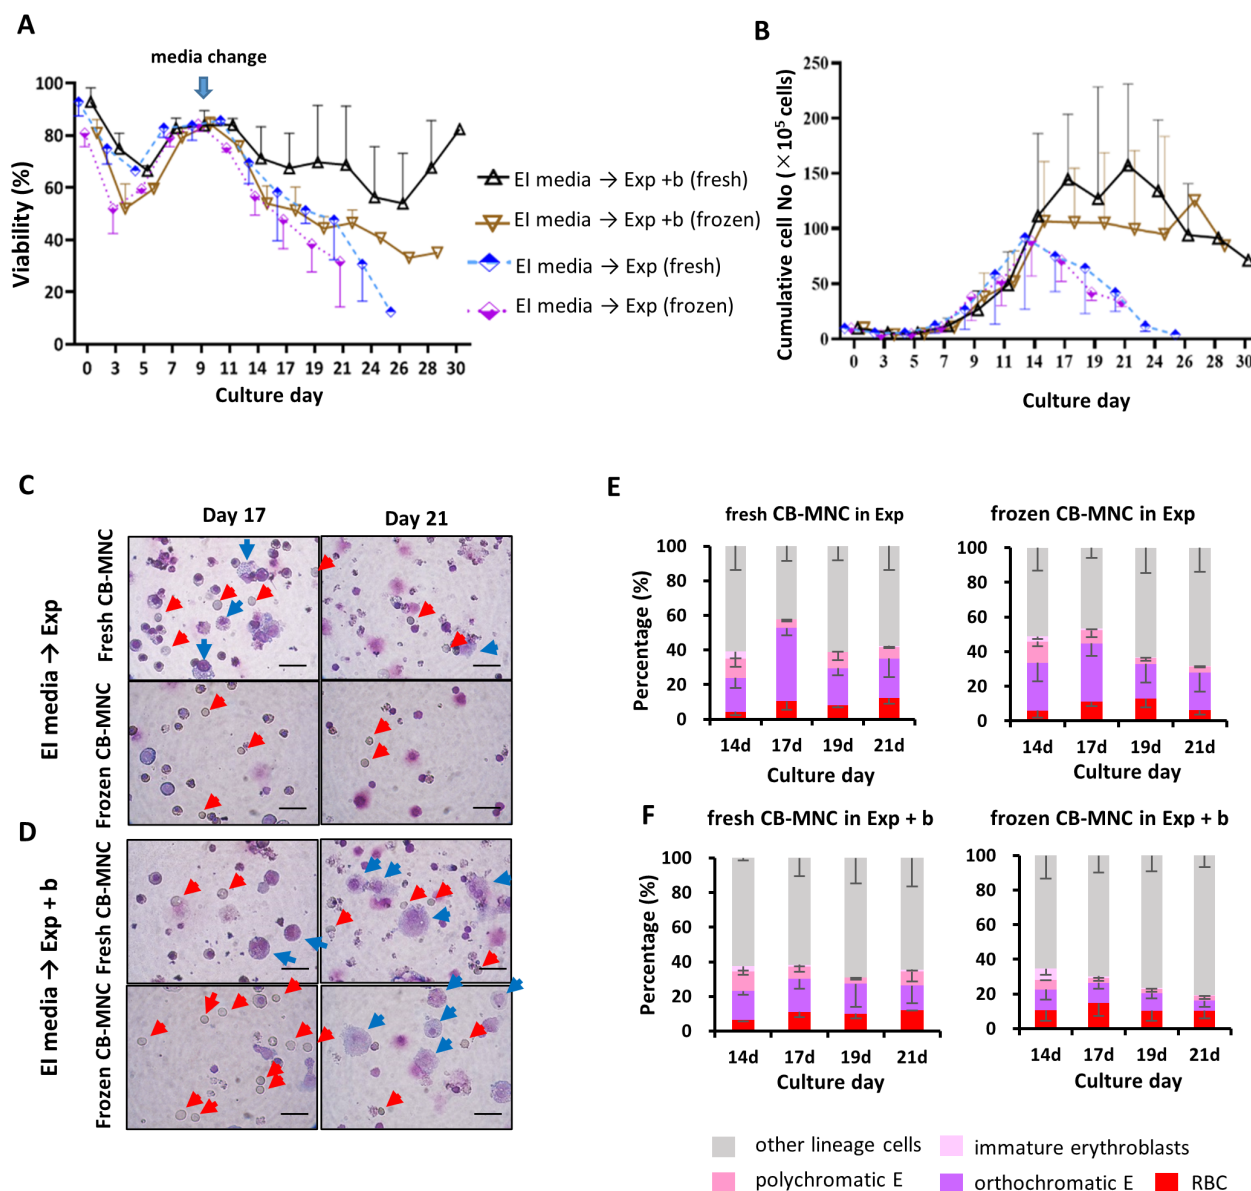 A
media change
Viability (%)
100
80
60
40
20
0
0 3 5 7 9 11 14 17 19 21 24 26 28 30
Culture day
EI media → Exp +b (fresh)
EI media → Exp +b (frozen)
EI media → Exp (fresh)
EI media → Exp (frozen)
B
Cumulative cell No (×10⁵ cells)
250
200
150
100
50
0
0 3 5 7 9 11 14 17 19 21 24 26 28 30
Culture day
C
Day 17
Day 21
EI media → Exp
Fresh CB-MNC
Frozen CB-MNC
D
EI media → Exp + b
Fresh CB-MNC
Frozen CB-MNC
E
fresh CB-MNC in Exp
Percentage (%)
100
80
60
40
20
0
14d 17d 19d 21d
Culture day
frozen CB-MNC in Exp
100
80
60
40
20
0
14d 17d 19d 21d
Culture day
F
fresh CB-MNC in Exp + b
Percentage (%)
100
80
60
40
20
0
14d 17d 19d 21d
Culture day
frozen CB-MNC in Exp + b
100
80
60
40
20
0
14d 17d 19d 21d
Culture day
other lineage cells
immature erythroblasts
polychromatic E
orthochromatic E
RBC